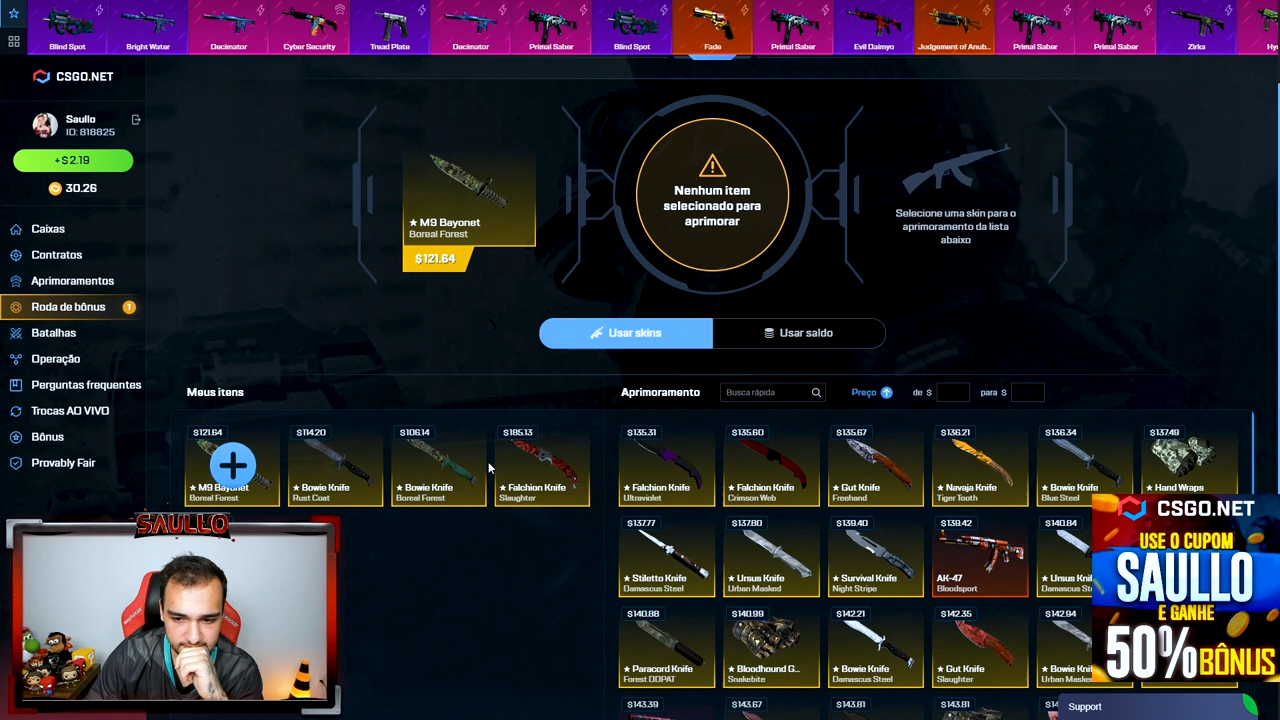 Blind Spot
Bright Water
Decimator
Cyber Security
Tread Plate
Decimator
Primal Saber
Blind Spot
Fade
Primal Saber
Evil Daimyo
Judgement of Anub...
Primal Saber
Primal Saber
Zirka
CSGO.NET
Saullo
ID: 818825
+$2.19
30.26
Caixas
Contratos
Aprimoramentos
Roda de bônus
1
Batalhas
Operação
Perguntas frequentes
Trocas AO VIVO
Bônus
Provably Fair
★ M9 Bayonet
Boreal Forest
$121.64
Nenhum item
selecionado para
aprimorar
Selecione uma skin para o
aprimoramento da lista
abaixo
Usar skins
Usar saldo
Meus itens
Aprimoramento
Busca rápida
Preço
de $
para $
$121.64
★ M9 Bayonet
Boreal Forest
$114.20
★ Bowie Knife
Rust Coat
$106.14
★ Bowie Knife
Boreal Forest
$185.13
★ Falchion Knife
Slaughter
$135.31
★ Falchion Knife
Ultraviolet
$135.60
★ Falchion Knife
Crimson Web
$135.67
★ Gut Knife
Freehand
$136.21
★ Navaja Knife
Tiger Tooth
$136.34
★ Bowie Knife
Blue Steel
$137.49
★ Hand Wraps
$137.77
★ Stiletto Knife
Damascus Steel
$137.80
★ Ursus Knife
Urban Masked
$139.40
★ Survival Knife
Night Stripe
$139.42
AK-47
Bloodsport
$140.84
★ Ursus Kni
Damascus St
$140.88
★ Paracord Knife
Forest DDPAT
$140.99
★ Bloodhound G...
Snakebite
$142.21
★ Bowie Knife
Damascus Steel
$142.35
★ Gut Knife
Slaughter
$142.94
★ Bowie Kni
Urban Maske
$143.39
$143.67
$143.81
$143.81
SAULLO
CSGO.NET
USE O CUPOM
SAULLO
E GANHE
50% BÔNUS
Support